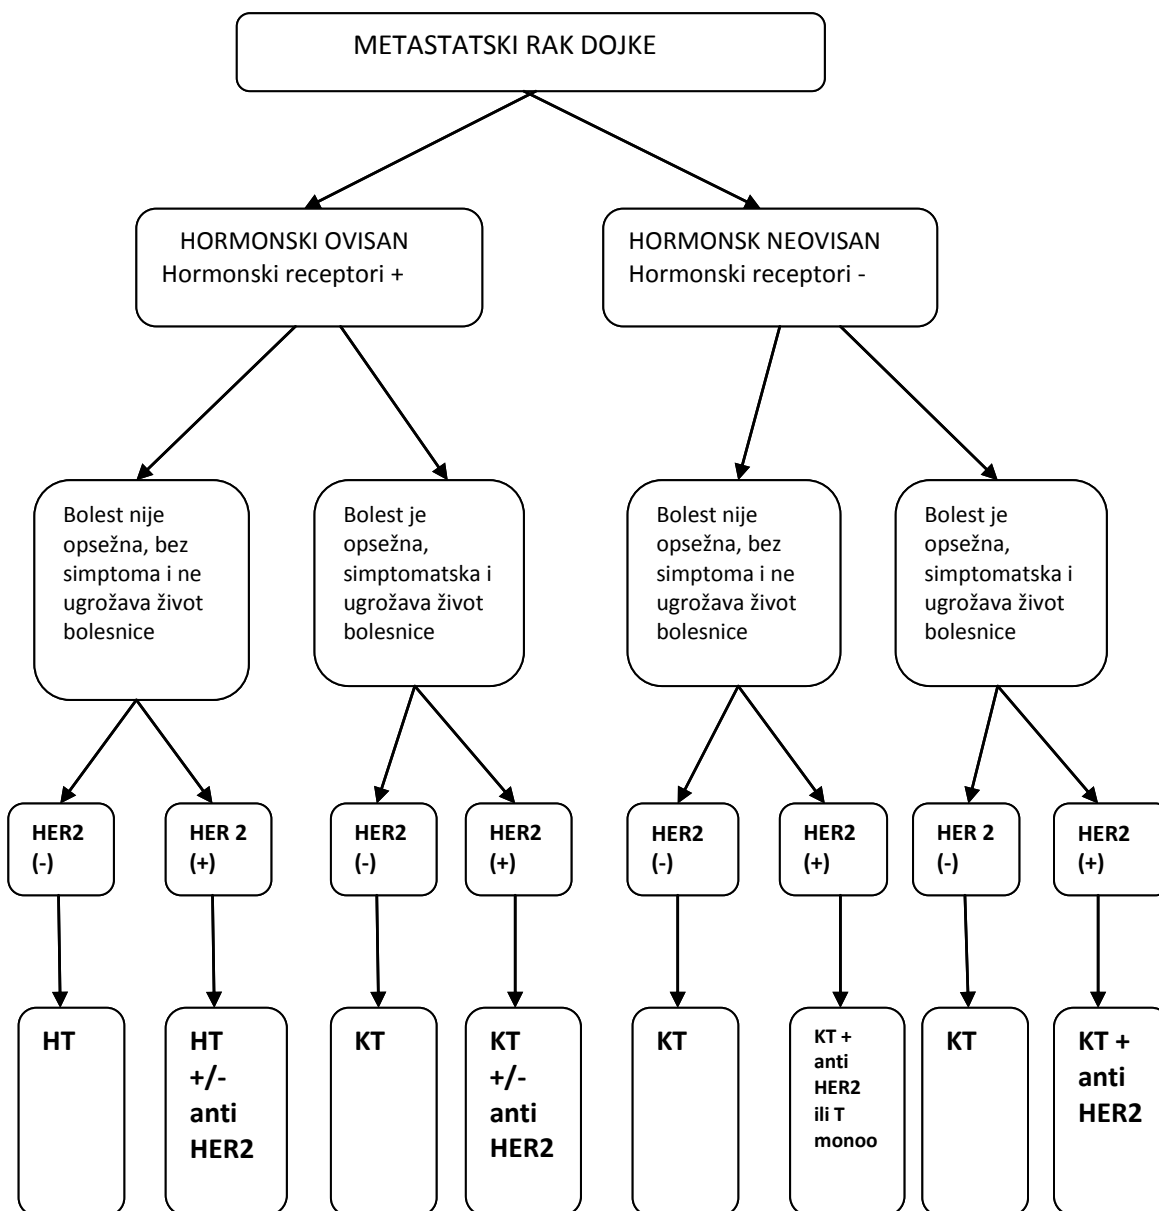 METASTATSKI RAK DOJKE
HORMONSKI OVISAN
Hormonski receptori +
HORMONSK NEOVISAN
Hormonski receptori -
Bolest nije
opsežna, bez
simptoma i ne
ugrožava život
bolesnice
Bolest je
opsežna,
simptomatska i
ugrožava život
bolesnice
Bolest nije
opsežna, bez
simptoma i ne
ugrožava život
bolesnice
Bolest je
opsežna,
simptomatska i
ugrožava život
bolesnice
HER2
(-)
HER 2
(+)
HER2
(-)
HER2
(+)
HER2
(-)
HER2
(+)
HER 2
(-)
HER2
(+)
HT
HT
+/-
anti
HER2
KT
KT
+/-
anti
HER2
KT
KT +
anti
HER2
ili T
monoo
KT
KT +
anti
HER2